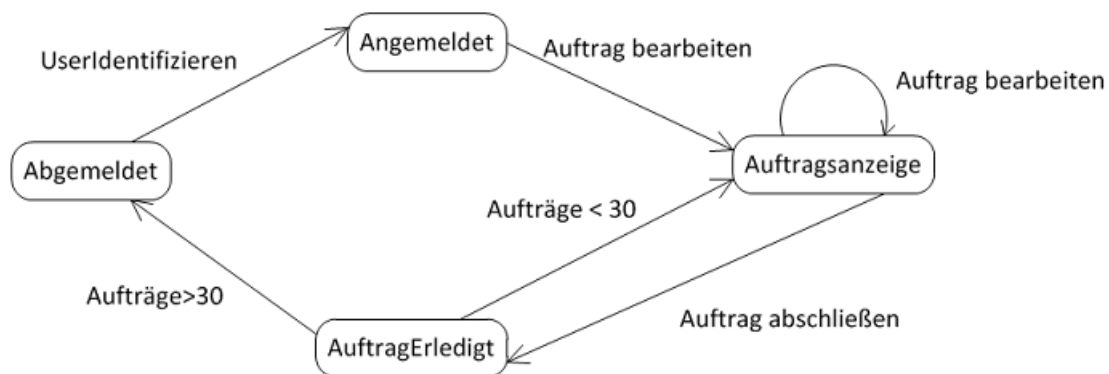 Angemeldet
UserIdentifizieren
Auftrag bearbeiten
Auftrag bearbeiten
Abgemeldet
Auftragsanzeige
Aufträge < 30
Aufträge>30
Auftrag abschließen
AuftragErledigt